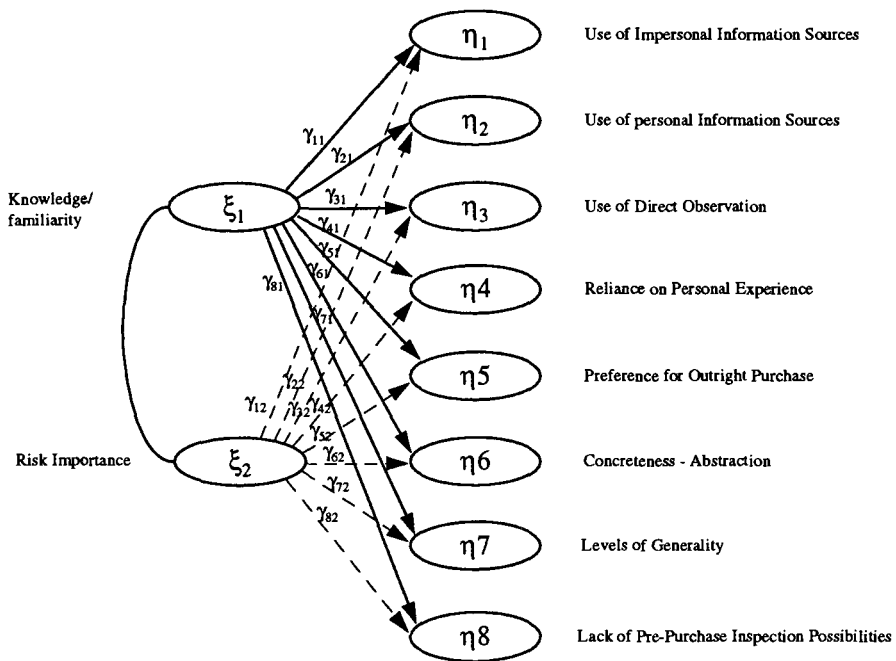 η1 Use of Impersonal Information Sources
η2 Use of personal Information Sources
γ11
γ21
Knowledge/
familiarity
ξ1
γ31
η3 Use of Direct Observation
γ41
γ51
γ61
γ81
γ71
η4 Reliance on Personal Experience
γ22
η5 Preference for Outright Purchase
γ12
γ32
γ42
γ52
Risk Importance
ξ2
γ62
η6 Concreteness - Abstraction
γ72
γ82
η7 Levels of Generality
η8 Lack of Pre-Purchase Inspection Possibilities